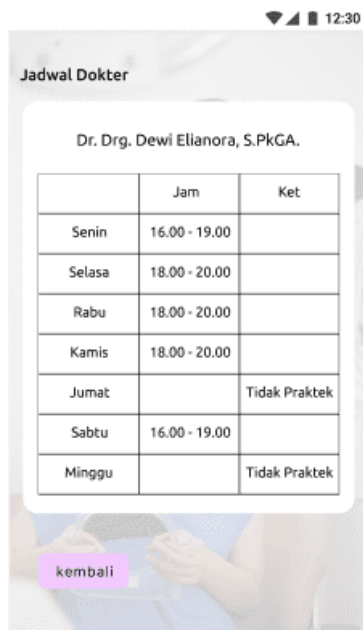 12:30
Jadwal Dokter
Dr. Drg. Dewi Elianora, S.PkGA.
Jam Ket
Senin 16.00 - 19.00
Selasa 18.00 - 20.00
Rabu 18.00 - 20.00
Kamis 18.00 - 20.00
Jumat Tidak Praktek
Sabtu 16.00 - 19.00
Minggu Tidak Praktek
kembali